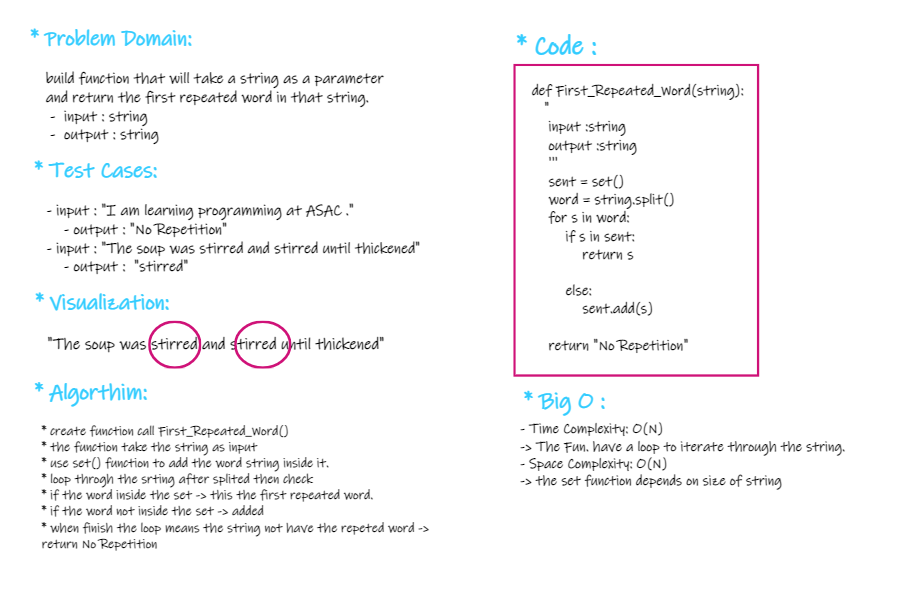 * Problem Domain:
build function that will take a string as a parameter
and return the first repeated word in that string.
- input : string
- output : string
* Test Cases:
- input : "I am learning programming at ASAC ."
- output : "No Repetition"
- input : "The soup was stirred and stirred until thickened"
- output : "stirred"
* Visualization:
"The soup was stirred and stirred until thickened"
* Algorthim:
* create function call First_Repeated_Word()
* the function take the string as input
* use set() function to add the word string inside it.
* loop throgh the srting after splited then check
* if the word inside the set -> this the first repeated word.
* if the word not inside the set -> added
* when finish the loop means the string not have the repeted word ->
return No Repetition
* Code :
def First_Repeated_Word(string):
"
input :string
output :string
'''
sent = set()
word = string.split()
for s in word:
if s in sent:
return s
else:
sent.add(s)
return "No Repetition"
* Big O :
- Time Complexity: O(N)
-> The Fun. have a loop to iterate through the string.
- Space Complexity: O(N)
-> the set function depends on size of string